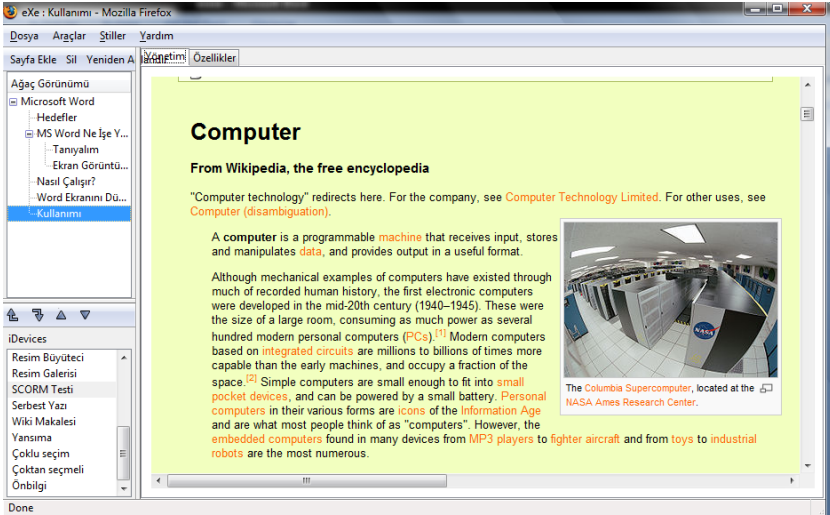 eXe : Kullanımı - Mozilla Firefox
Dosya Araçlar Stiller Yardım
Sayfa Ekle Sil Yeniden A
Yönetim Özellikler
Ağaç Görünümü
Microsoft Word
Hedefler
MS Word Ne İşe Y...
Tanıyalım
Ekran Görüntü...
Nasıl Çalışır?
Word Ekranını Dü...
Kullanımı
iDevices
Resim Büyüteci
Resim Galerisi
SCORM Testi
Serbest Yazı
Wiki Makalesi
Yansıma
Çoklu seçim
Çoktan seçmeli
Önbilgi
Computer
From Wikipedia, the free encyclopedia
"Computer technology" redirects here. For the company, see Computer Technology Limited. For other uses, see
Computer (disambiguation).
A computer is a programmable machine that receives input, stores
and manipulates data, and provides output in a useful format.
Although mechanical examples of computers have existed through
much of recorded human history, the first electronic computers
were developed in the mid-20th century (1940–1945). These were
the size of a large room, consuming as much power as several
hundred modern personal computers (PCs).[1] Modern computers
based on integrated circuits are millions to billions of times more
capable than the early machines, and occupy a fraction of the
space.[2] Simple computers are small enough to fit into small
pocket devices, and can be powered by a small battery. Personal
computers in their various forms are icons of the Information Age
and are what most people think of as "computers". However, the
embedded computers found in many devices from MP3 players to fighter aircraft and from toys to industrial
robots are the most numerous.
NASA
The Columbia Supercomputer, located at the
NASA Ames Research Center.
Done